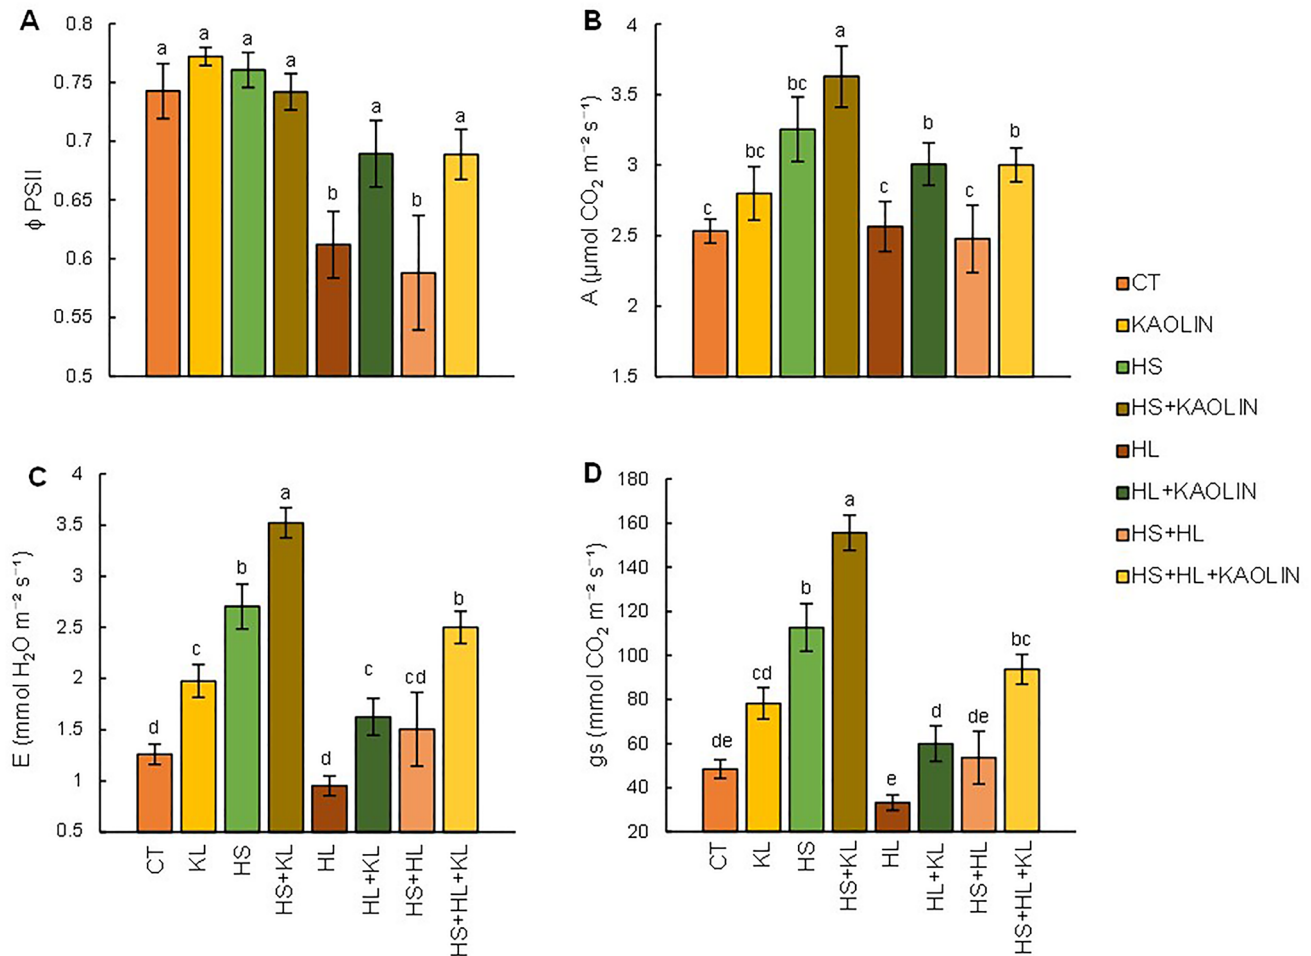 A
0.8
0.75
0.7
0.65
0.6
0.55
0.5
ϕ PSII
a
a
a
a
b
a
b
a
B
4
3.5
3
2.5
2
1.5
A (µmol CO₂ m⁻² s⁻¹)
c
bc
bc
a
c
b
c
b
CT
KAOLIN
HS
HS+KAOLIN
HL
HL+KAOLIN
HS+HL
HS+HL+KAOLIN
C
4
3.5
3
2.5
2
1.5
1
0.5
E (mmol H₂O m⁻² s⁻¹)
d
c
b
a
d
c
cd
b
CT
KL
HS
HS+KL
HL
HL+KL
HS+HL
HS+HL+KL
D
180
160
140
120
100
80
60
40
20
gs (mmol CO₂ m⁻² s⁻¹)
de
cd
b
a
e
d
de
bc
CT
KL
HS
HS+KL
HL
HL+KL
HS+HL
HS+HL+KL